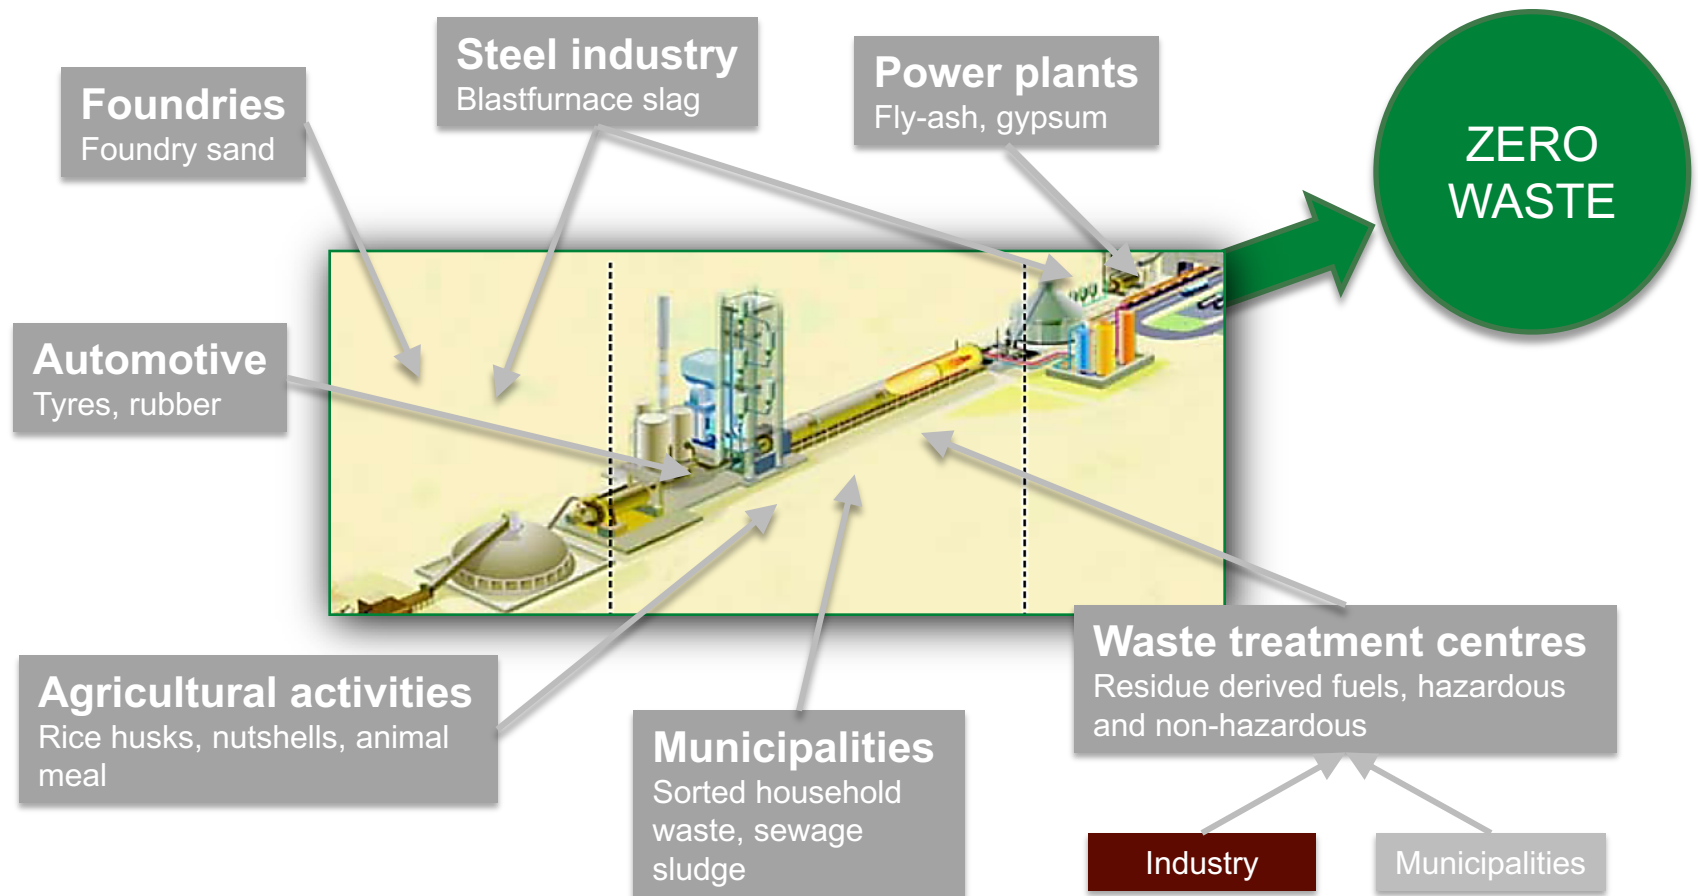 Foundries
Foundry sand
Steel industry
Blastfurnace slag
Power plants
Fly-ash, gypsum
ZERO
WASTE
Automotive
Tyres, rubber
Agricultural activities
Rice husks, nutshells, animal
meal
Municipalities
Sorted household
waste, sewage
sludge
Waste treatment centres
Residue derived fuels, hazardous
and non-hazardous
Industry
Municipalities